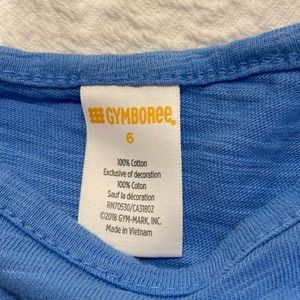 GYMBOREE
6
100% Cotton
Exclusive of decoration
100% Coton
Sauf la décoration
RN70530/CA31802
©2018 GYM-MARK, INC.
Made in Vietnam